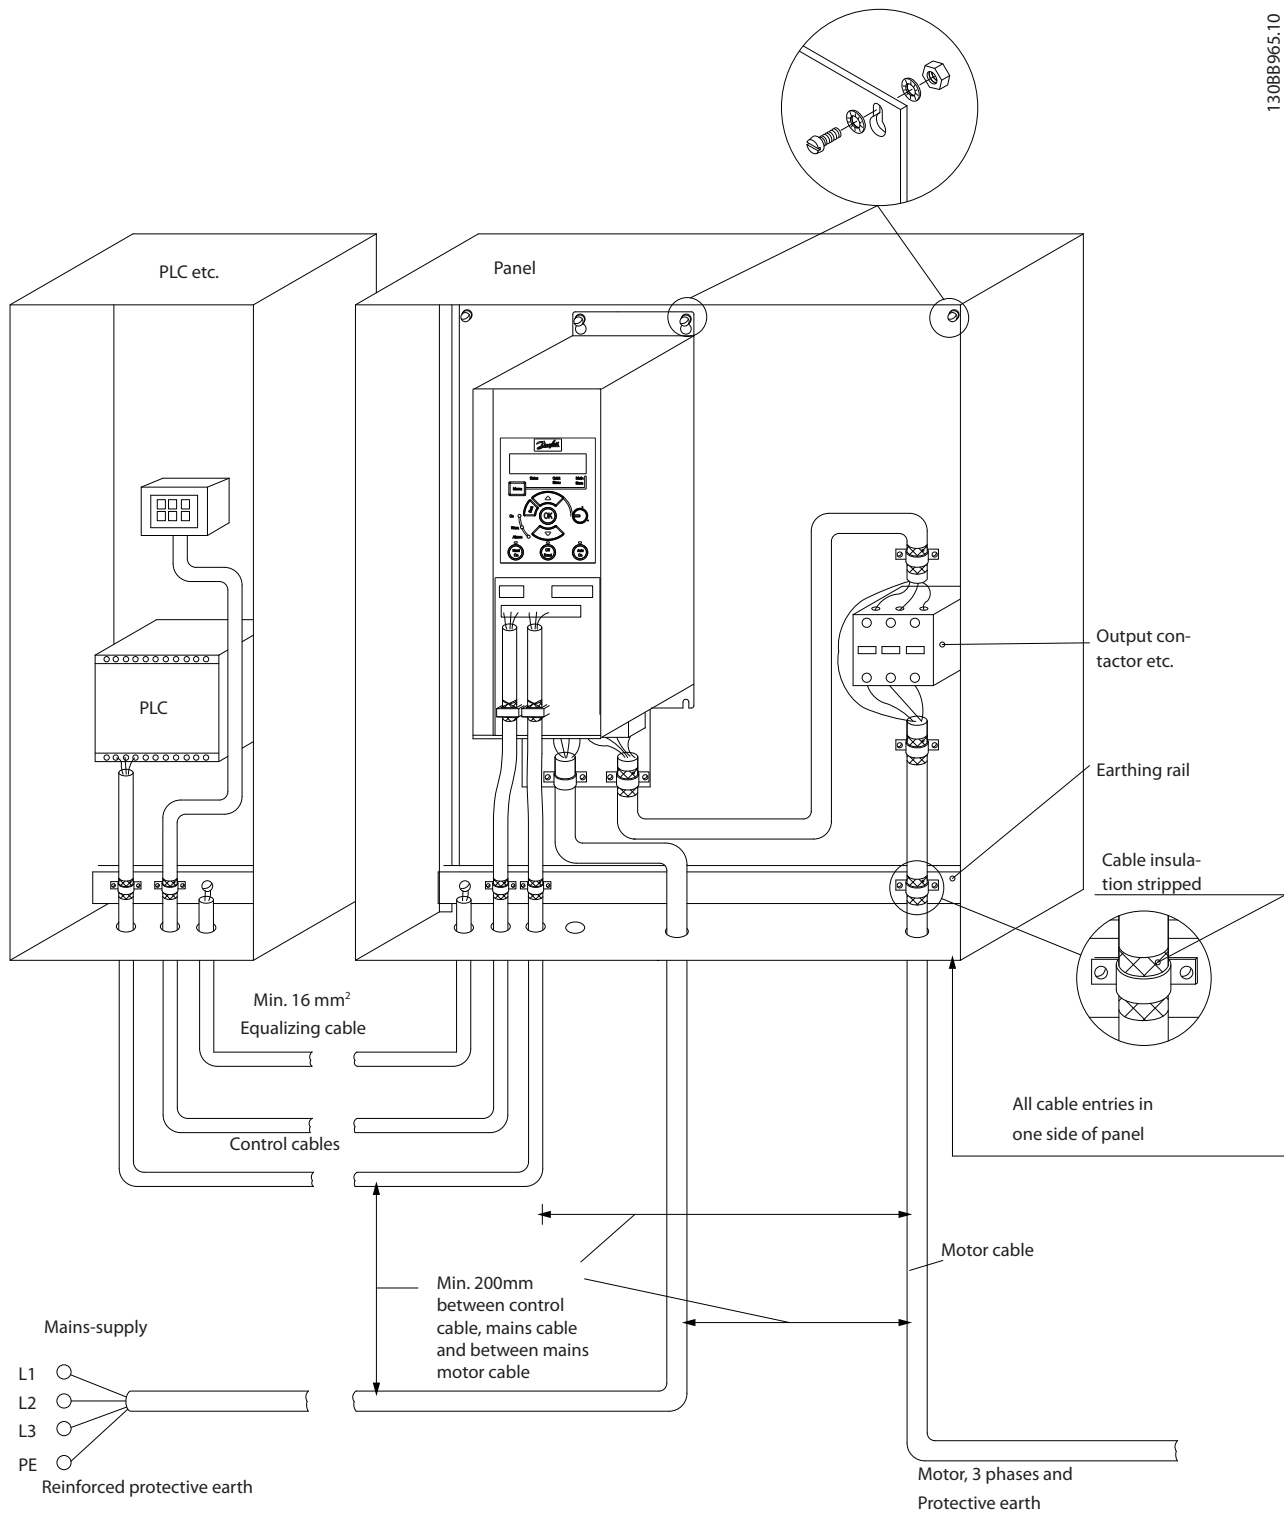 130BB965.10
PLC etc.
Panel
Danfoss
Menu
OK
PLC
Output con-
tactor etc.
Earthing rail
Cable insula-
tion stripped
Min. 16 mm²
Equalizing cable
Control cables
All cable entries in
one side of panel
Min. 200mm
between control
cable, mains cable
and between mains
motor cable
Motor cable
Mains-supply
L1
L2
L3
PE
Reinforced protective earth
Motor, 3 phases and
Protective earth